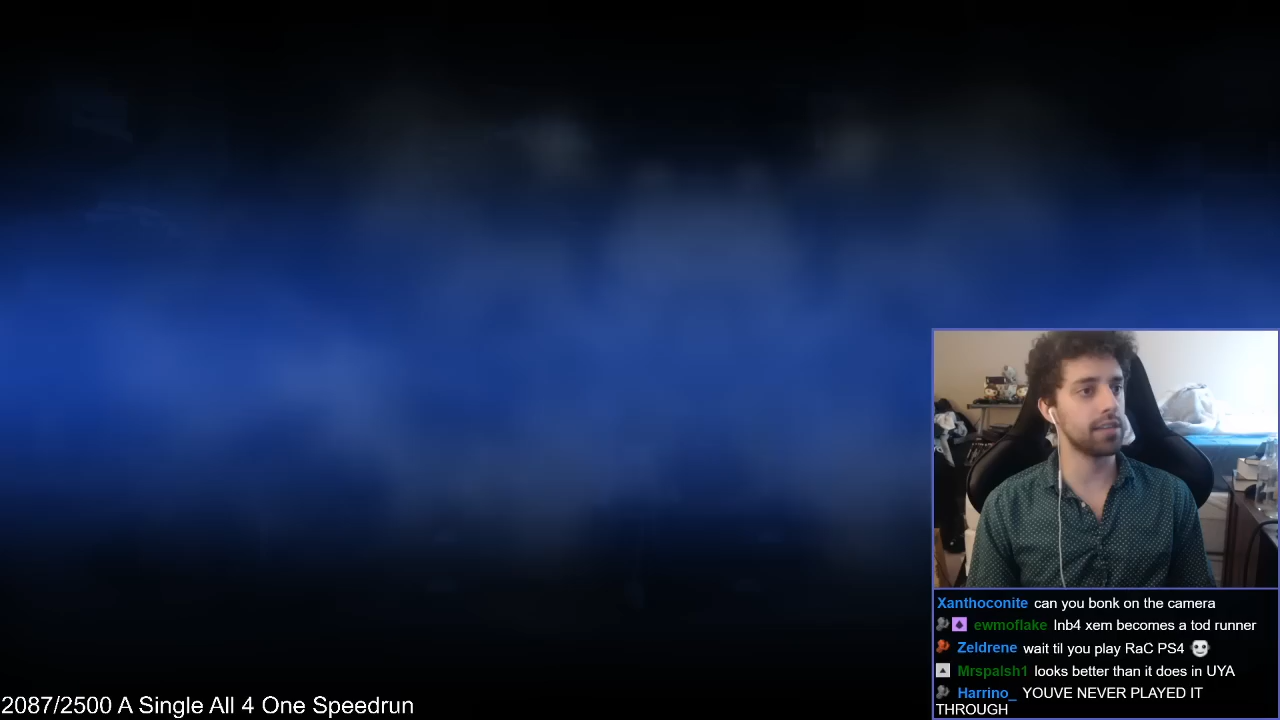 Xanthoconite can you bonk on the camera
ewmoflake Inb4 xem becomes a tod runner
Zeldrene wait til you play RaC PS4
Mrspalsh1 looks better than it does in UYA
Harrino_ YOUVE NEVER PLAYED IT
THROUGH
2087/2500 A Single All 4 One Speedrun